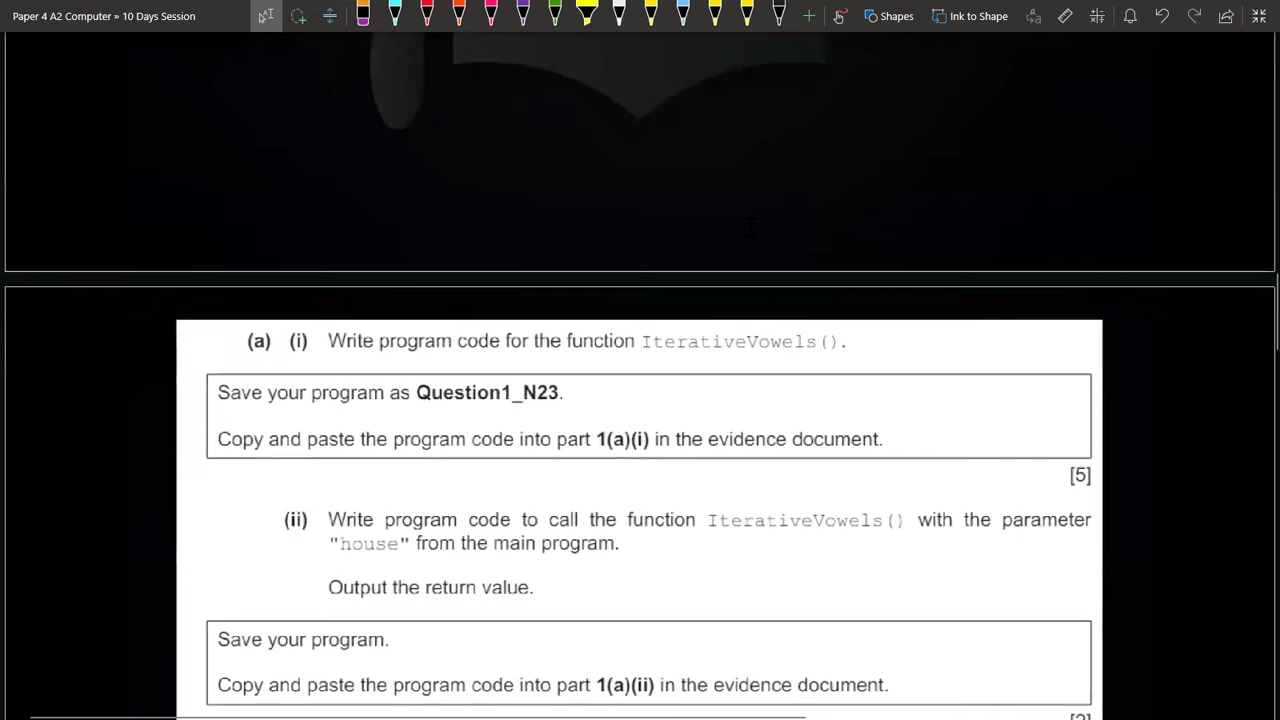 Paper 4 A2 Computer » 10 Days Session
Shapes
Ink to Shape
(a) (i) Write program code for the function IterativeVowels().
Save your program as Question1_N23.
Copy and paste the program code into part 1(a)(i) in the evidence document.
[5]
(ii) Write program code to call the function IterativeVowels() with the parameter
"house" from the main program.
Output the return value.
Save your program.
Copy and paste the program code into part 1(a)(ii) in the evidence document.